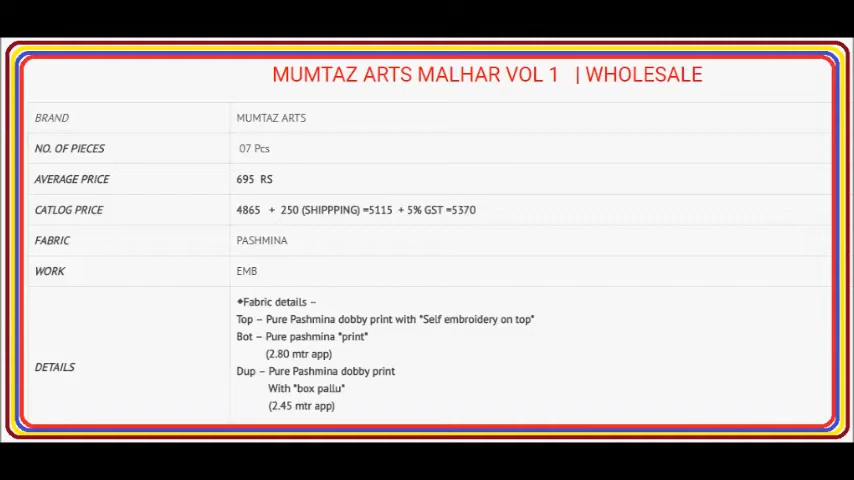 MUMTAZ ARTS MALHAR VOL 1 | WHOLESALE
BRAND MUMTAZ ARTS
NO. OF PIECES 07 Pcs
AVERAGE PRICE 695 RS
CATLOG PRICE 4865 + 250 (SHIPPPING) =5115 + 5% GST =5370
FABRIC PASHMINA
WORK EMB
DETAILS
◆Fabric details –
Top – Pure Pashmina dobby print with *Self embroidery on top*
Bot – Pure pashmina *print*
(2.80 mtr app)
Dup – Pure Pashmina dobby print
With *box pallu*
(2.45 mtr app)